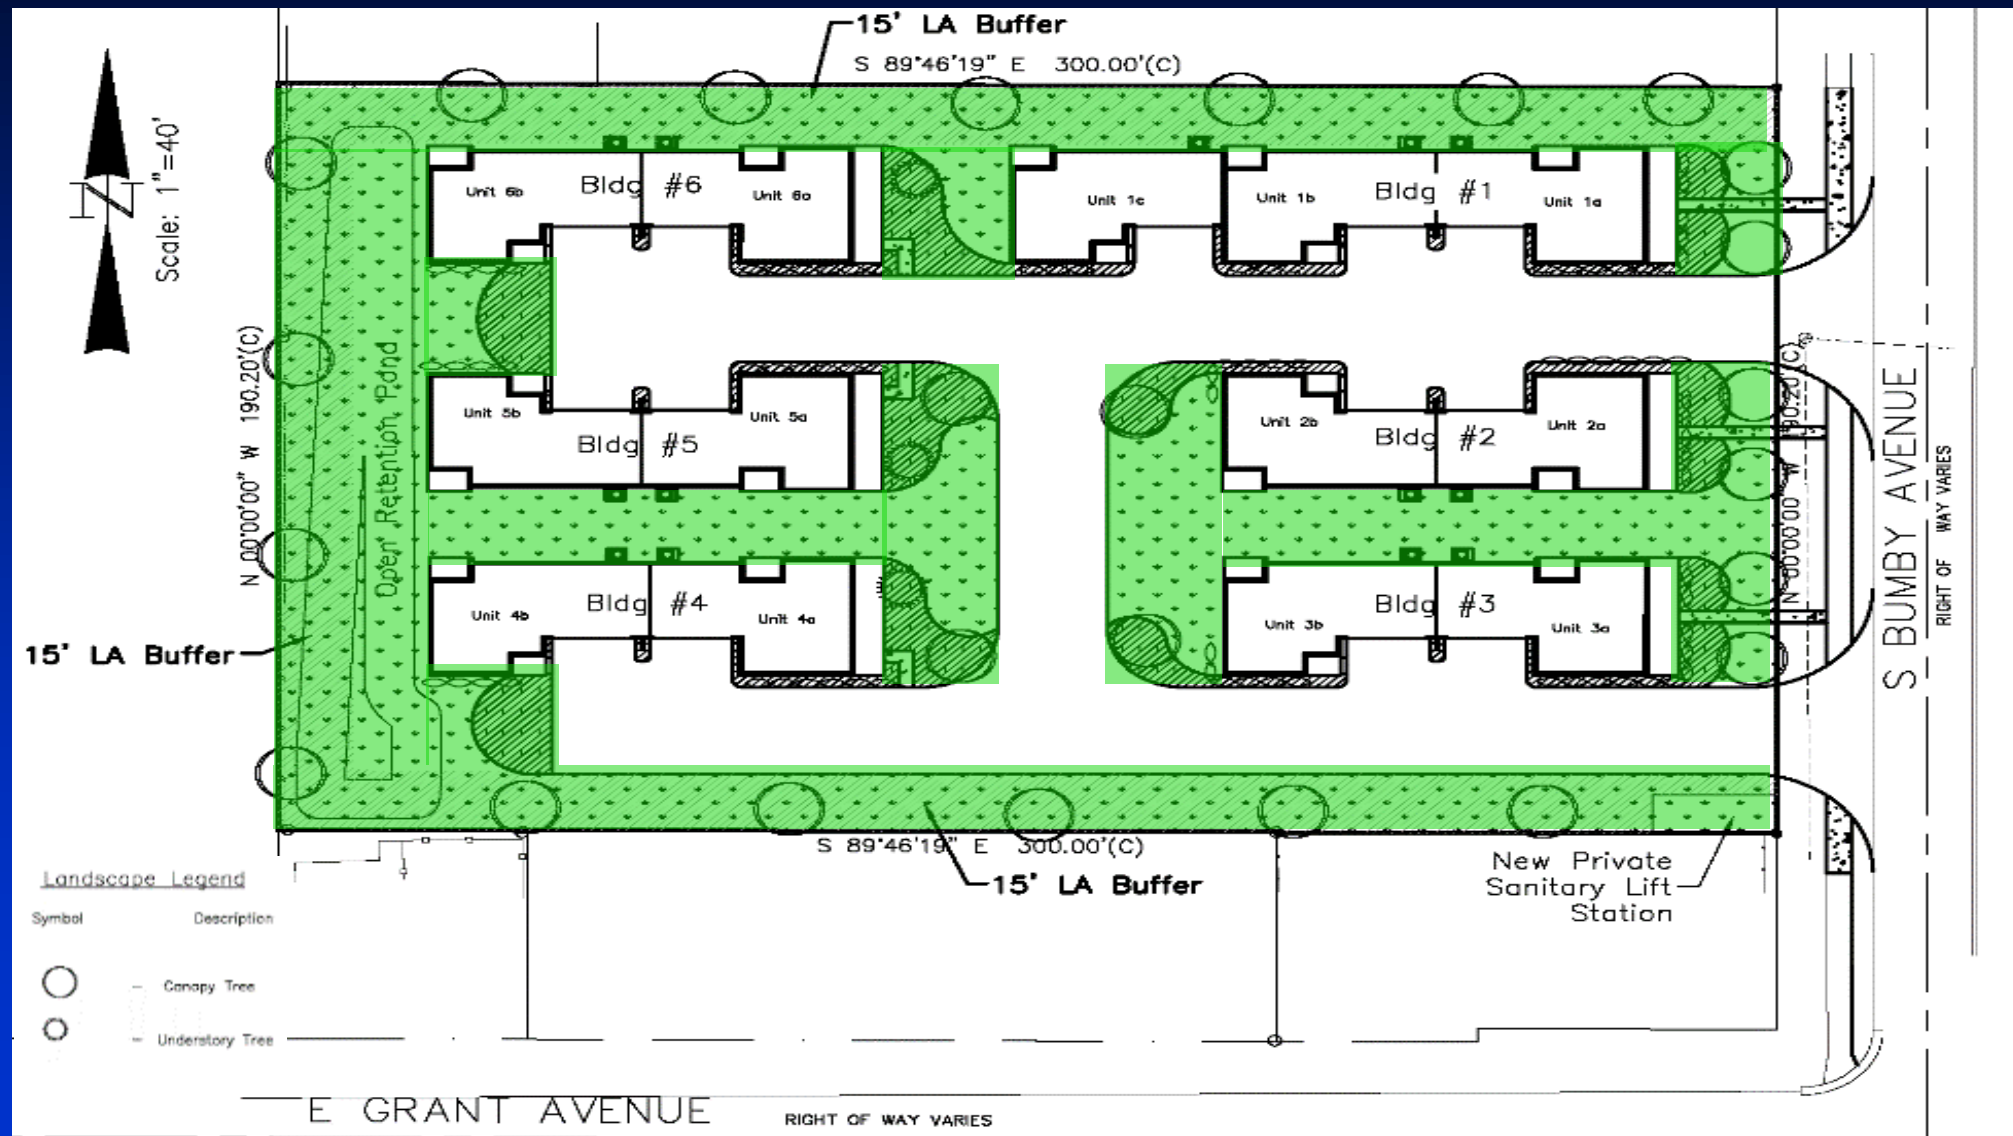 15' LA Buffer
S 89°46'19" E 300.00'(C)
N
Scale: 1"=40'
Unit 6b
Bldg #6
Unit 6a
Unit 1c
Unit 1b
Bldg #1
Unit 1a
N 00°00'00" W 190.20'(C)
Open Retention Pond
Unit 5b
Bldg #5
Unit 5a
Unit 2b
Bldg #2
Unit 2a
N 00°00'00" W 190.20'(C)
S BUMBY AVENUE
RIGHT OF WAY VARIES
Unit 4b
Bldg #4
Unit 4a
Unit 3b
Bldg #3
Unit 3a
15' LA Buffer
S 89°46'19" E 300.00'(C)
15' LA Buffer
New Private
Sanitary Lift
Station
Landscape Legend
Symbol Description
- Canopy Tree
- Understory Tree
E GRANT AVENUE RIGHT OF WAY VARIES